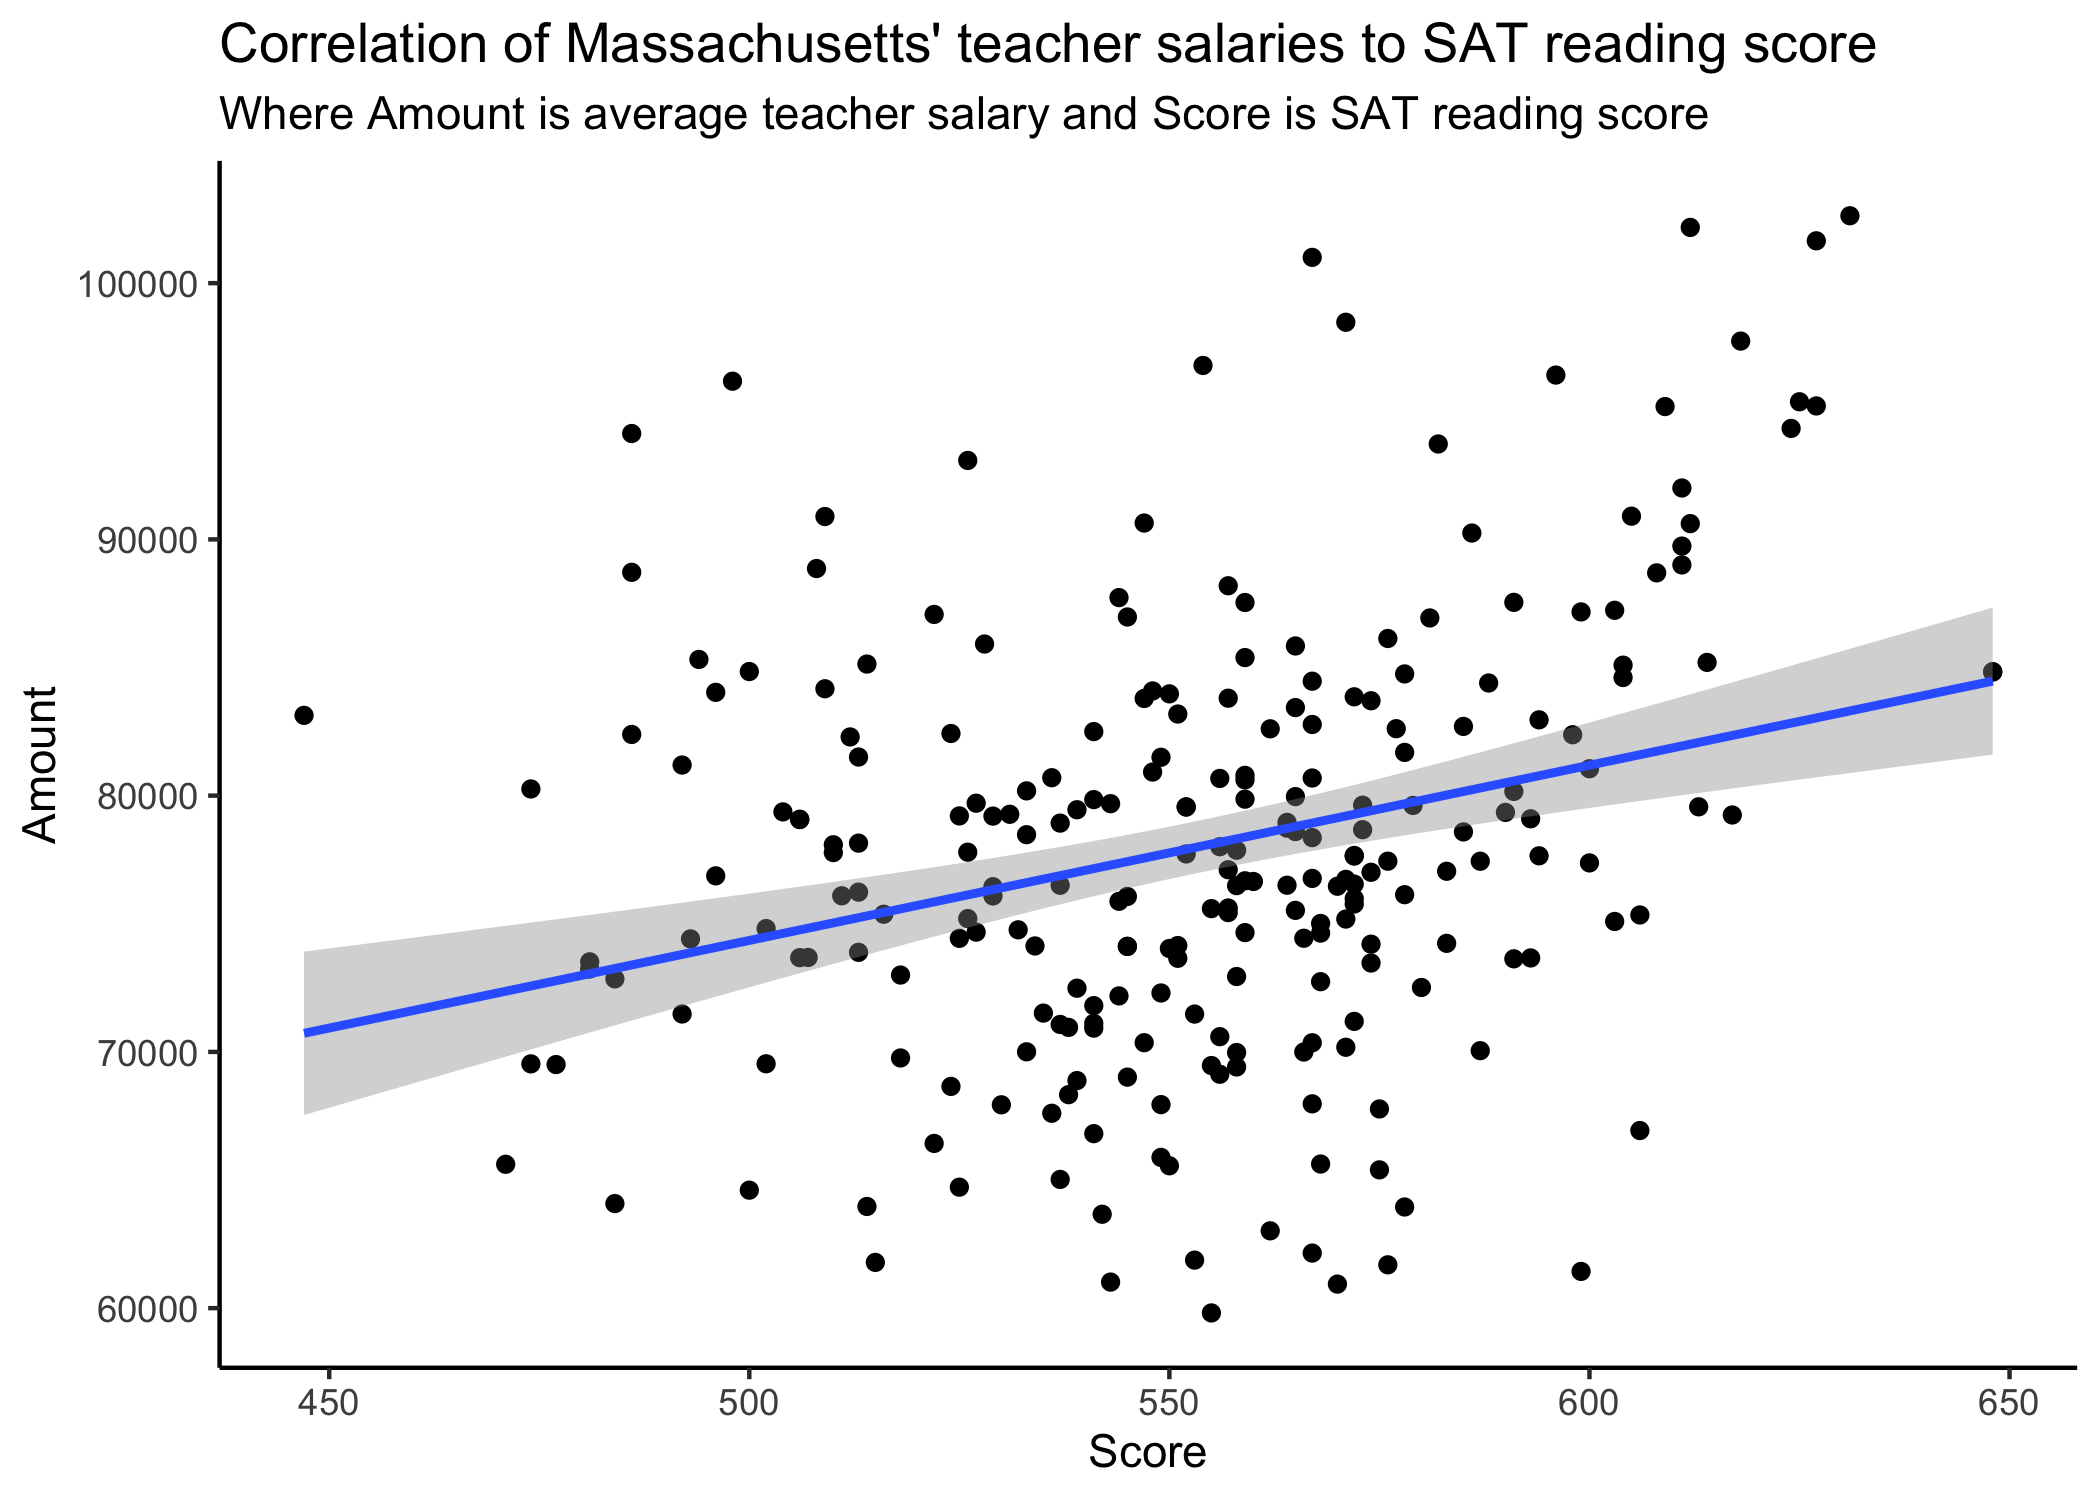 Correlation of Massachusetts' teacher salaries to SAT reading score
Where Amount is average teacher salary and Score is SAT reading score
Amount
100000
90000
80000
70000
60000
450 500 550 600 650
Score